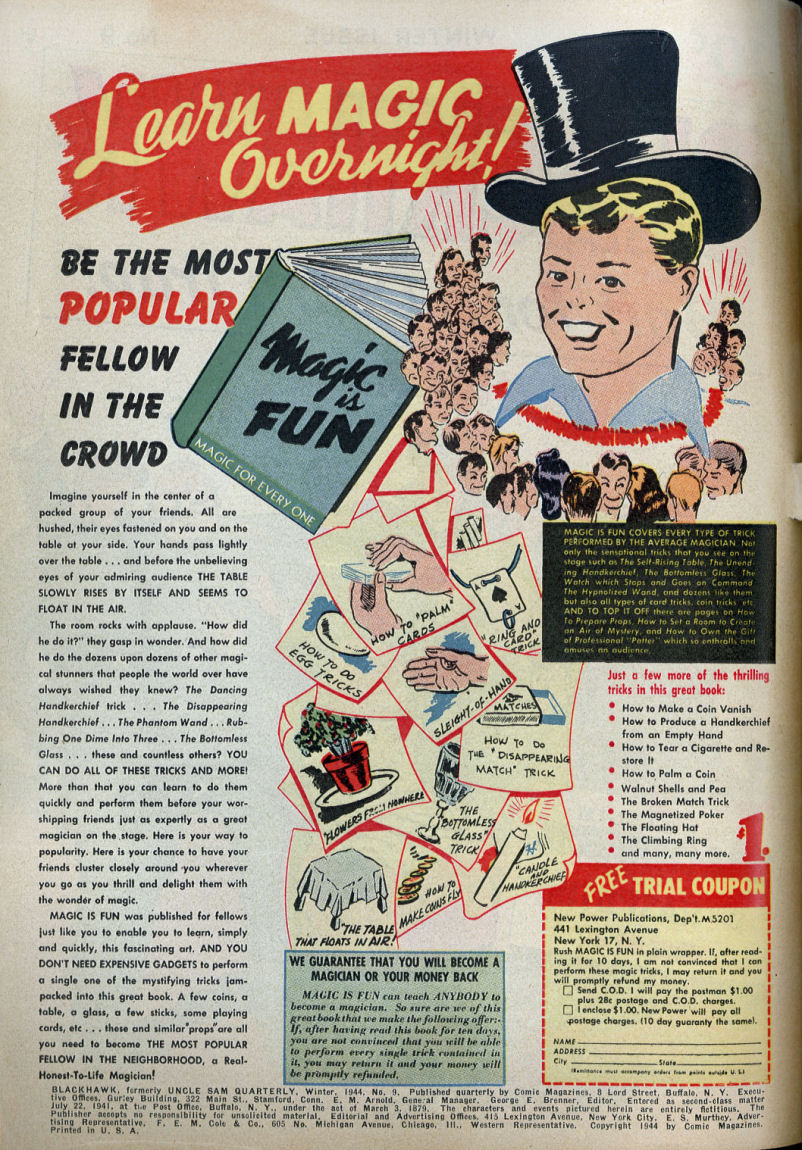 Learn MAGIC
Overnight!
BE THE MOST
POPULAR
FELLOW
IN THE
CROWD
Magic
is
FUN
MAGIC FOR EVERY ONE
Imagine yourself in the center of a
packed group of your friends. All are
hushed, their eyes fastened on you and on the
table at your side. Your hands pass lightly
over the table . . . and before the unbelieving
eyes of your admiring audience THE TABLE
SLOWLY RISES BY ITSELF AND SEEMS TO
FLOAT IN THE AIR.
The room rocks with applause. "How did
he do it?" they gasp in wonder. And how did
he do the dozens upon dozens of other magi-
cal stunners that people the world over have
always wished they knew? The Dancing
Handkerchief trick . . . The Disappearing
Handkerchief . . . The Phantom Wand . . . Rub-
bing One Dime Into Three . . . The Bottomless
Glass . . . these and countless others? YOU
CAN DO ALL OF THESE TRICKS AND MORE!
More than that you can learn to do them
quickly and perform them before your wor-
shipping friends just as expertly as a great
magician on the stage. Here is your way to
popularity. Here is your chance to have your
friends cluster closely around you wherever
you go as you thrill and delight them with
the wonder of magic.
MAGIC IS FUN was published for fellows
just like you to enable you to learn, simply
and quickly, this fascinating art. AND YOU
DON'T NEED EXPENSIVE GADGETS to perform
a single one of the mystifying tricks jam-
packed into this great book. A few coins, a
table, a glass, a few sticks, some playing
cards, etc . . . these and similar "props" are all
you need to become THE MOST POPULAR
FELLOW IN THE NEIGHBORHOOD, a Real-
Honest-To-Life Magician!
HOW TO "PALM"
CARDS
"RING AND
CARD"
TRICK
HOW TO DO
EGG TRICKS
SLEIGHT-OF-HAND
MATCHES
HOW TO DO
THE "DISAPPEARING
MATCH" TRICK
"FLOWERS FROM NOWHERE
"THE
BOTTOMLESS
GLASS"
TRICK
"CANDLE
AND
HANDKERCHIEF"
HOW TO
MAKE COINS FLY
"THE TABLE
THAT FLOATS IN AIR!
WE GUARANTEE THAT YOU WILL BECOME A
MAGICIAN OR YOUR MONEY BACK
MAGIC IS FUN can teach ANYBODY to
become a magician. So sure are we of this
great book that we make the following offer:-
If, after having read this book for ten days,
you are not convinced that you will be able
to perform every single trick contained in
it, you may return it and your money will
be promptly refunded.
MAGIC IS FUN COVERS EVERY TYPE OF TRICK
PERFORMED BY THE AVERAGE MAGICIAN. Not
only the sensational tricks that you see on the
stage such as The Self-Rising Table, The Unend-
ing Handkerchief, The Bottomless Glass, The
Watch which Stops and Goes on Command
The Hypnotized Wand, and dozens like them,
but also all types of card tricks, coin tricks, etc.
AND TO TOP IT OFF there are pages on How
To Prepare Props, How to Set a Room to Create
an Air of Mystery, and How to Own the Gift
of Professional "Patter" which so enthralls and
amuses an audience.
Just a few more of the thrilling
tricks in this great book:
• How to Make a Coin Vanish
• How to Produce a Handkerchief
from an Empty Hand
• How to Tear a Cigarette and Re-
store It
• How to Palm a Coin
• Walnut Shells and Pea
• The Broken Match Trick
• The Magnetized Poker
• The Floating Hat
• The Climbing Ring
• and many, many more.
$1.
FREE TRIAL COUPON
New Power Publications, Dep't. M5201
441 Lexington Avenue
New York 17, N. Y.
Rush MAGIC IS FUN in plain wrapper. If, after read-
ing it for 10 days, I am not convinced that I can
perform these magic tricks, I may return it and you
will promptly refund my money.
Send C.O.D. I will pay the postman $1.00
plus 28c postage and C.O.D. charges.
I enclose $1.00. New Power will pay all
postage charges. (10 day guaranty the same).
NAME
ADDRESS
City State
(Remittance must accompany orders from points outside U. S.)
BLACKHAWK, formerly UNCLE SAM QUARTERLY, Winter, 1944, No. 9. Published quarterly by Comic Magazines, 8 Lord Street, Buffalo, N. Y. Execu-
tive Offices, Gurley Building, 322 Main St., Stamford, Conn. E. M. Arnold, General Manager. George E. Brenner, Editor. Entered as second-class matter
July 22, 1941, at the Post Office, Buffalo, N. Y., under the act of March 3, 1879. The characters and events pictured herein are entirely fictitious. The
Publisher accepts no responsibility for unsolicited material. Editorial and Advertising Offices, 415 Lexington Avenue, New York City. E. S. Murthey, Adver-
tising Representative. F. E. M. Cole & Co., 605 No. Michigan Avenue, Chicago, Ill., Western Representative. Copyright 1944 by Comic Magazines.
Printed in U. S. A.